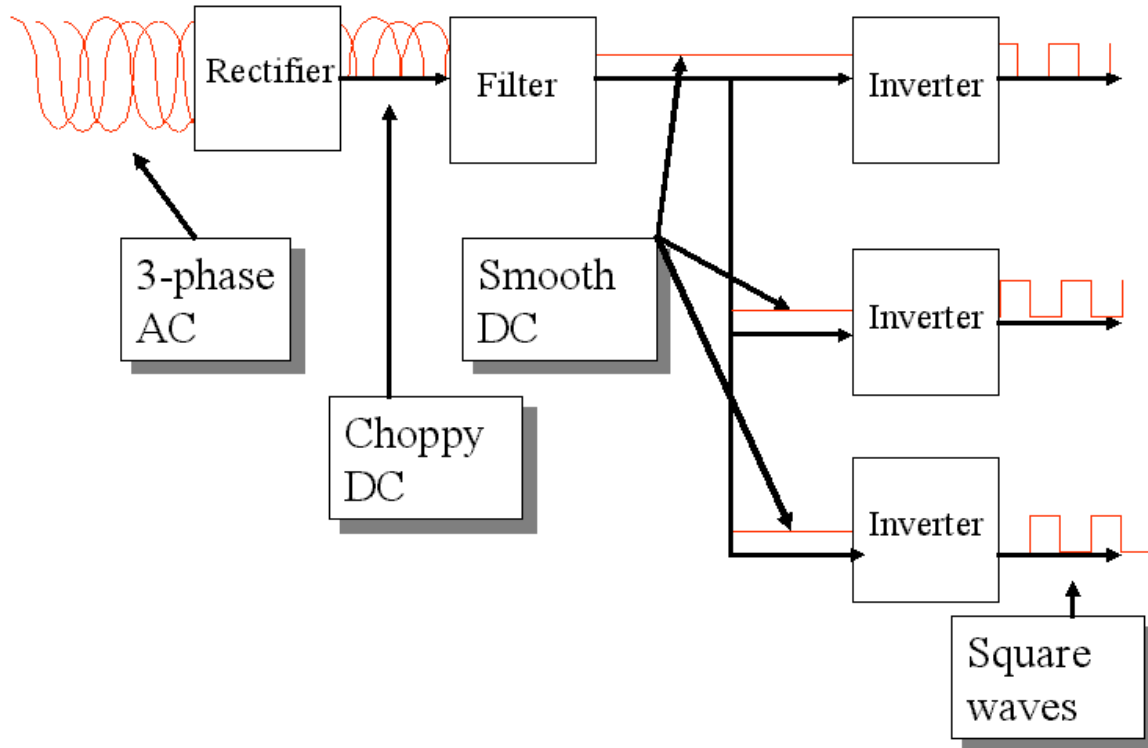 Rectifier
Filter
Inverter
3-phase
AC
Smooth
DC
Inverter
Choppy
DC
Inverter
Square
waves